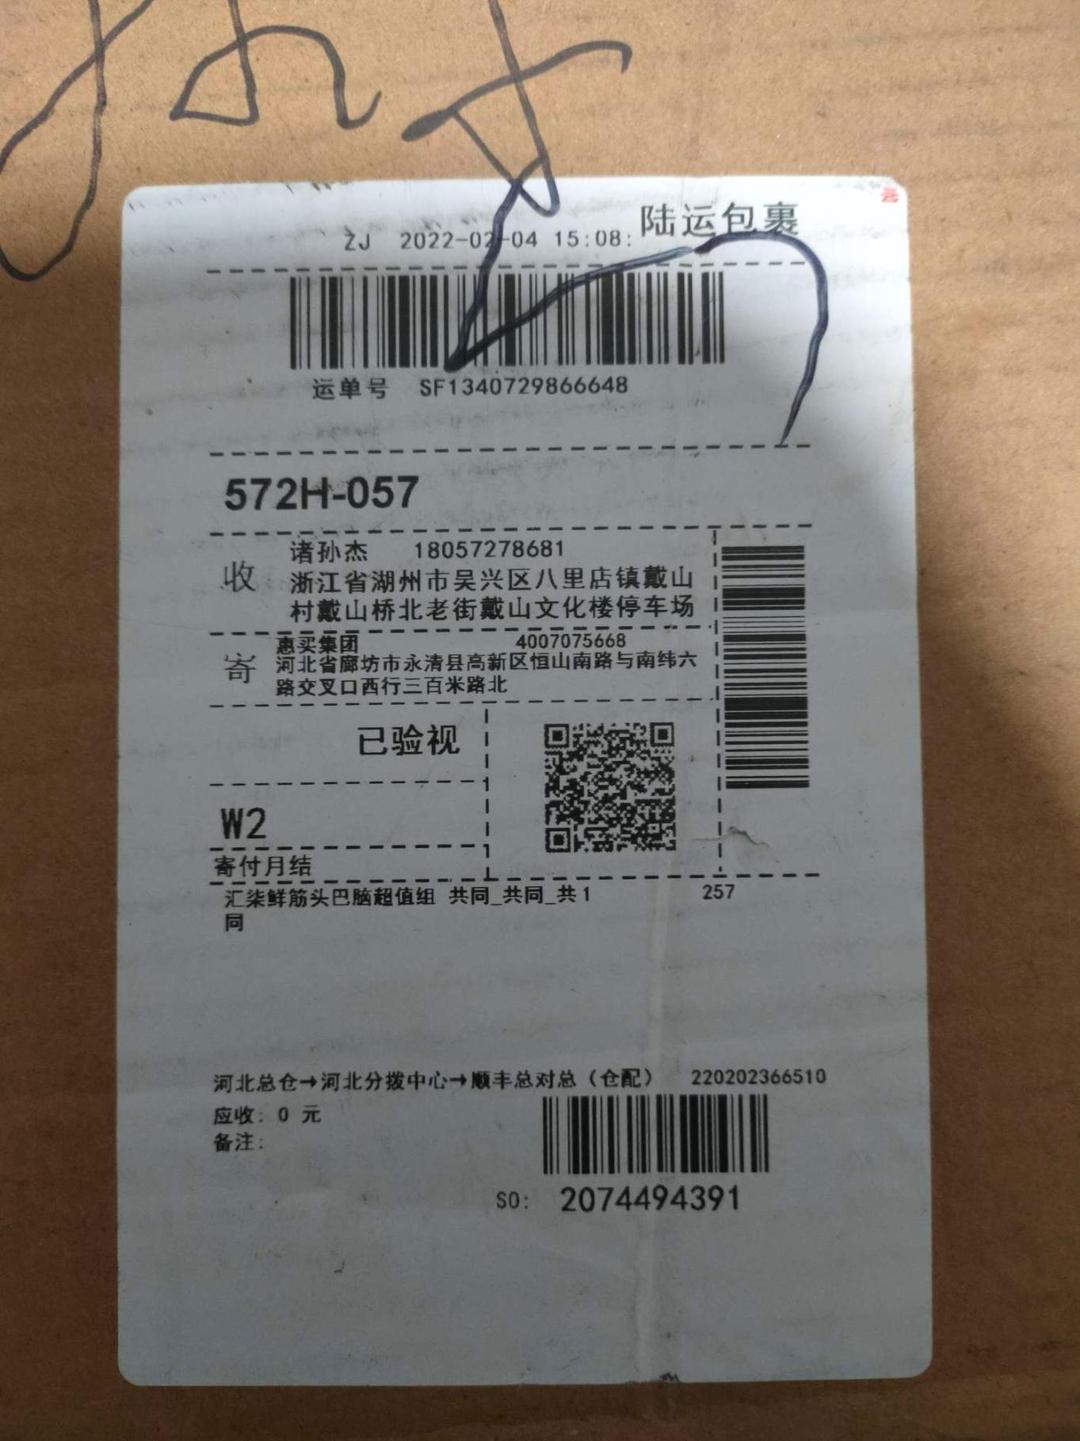 陆运包裹
ZJ 2022-02-04 15:08:
运单号 SF1340729866648
572H-057
收
诸孙杰 18057278681
浙江省湖州市吴兴区八里店镇戴山
村戴山桥北老街戴山文化楼停车场
寄
惠买集团 4007075668
河北省廊坊市永清县高新区恒山南路与南纬六
路交叉口西行三百米路北
已验视
W2
寄付月结
汇柒鲜筋头巴脑超值组 共同_共同_共1 257
同
河北总仓→河北分拨中心→顺丰总对总（仓配） 220202366510
应收: 0 元
备注:
SO: 2074494391